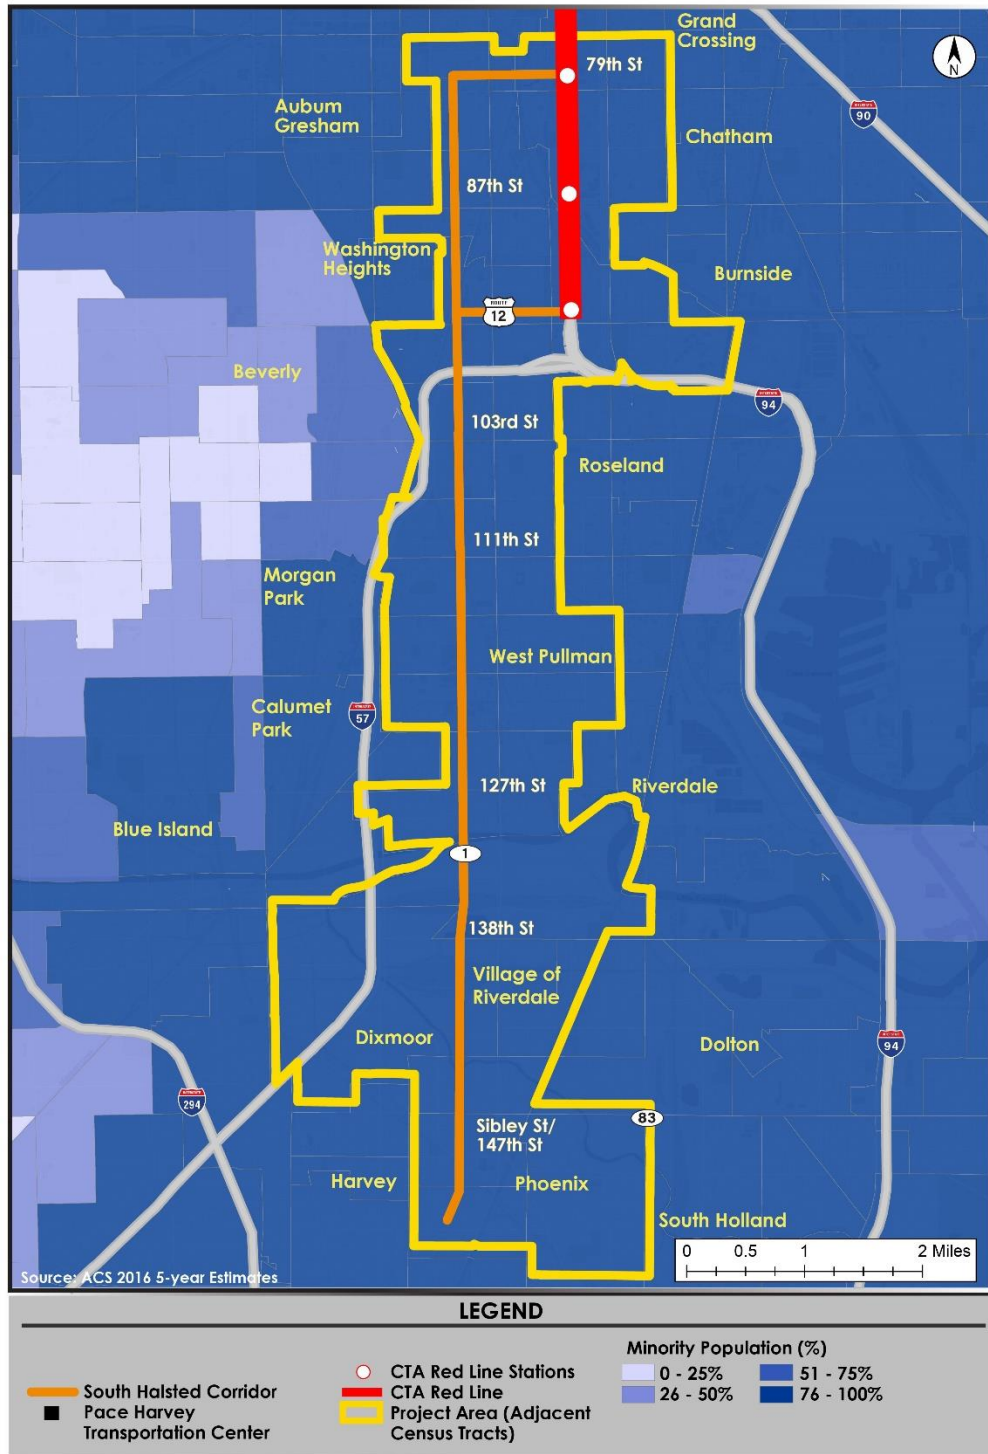 Grand
Crossing
79th St
N
90
Auburn
Gresham
Chatham
87th St
Washington
Heights
Burnside
12
Beverly
94
103rd St
Roseland
111th St
Morgan
Park
West Pullman
Calumet
Park
57
127th St
Riverdale
Blue Island
1
138th St
Village of
Riverdale
Dixmoor
Dolton
94
294
83
Sibley St/
147th St
Harvey
Phoenix
South Holland
0 0.5 1 2 Miles
Source: ACS 2016 5-year Estimates
LEGEND
South Halsted Corridor
Pace Harvey
Transportation Center
CTA Red Line Stations
CTA Red Line
Project Area (Adjacent
Census Tracts)
Minority Population (%)
0 - 25%
26 - 50%
51 - 75%
76 - 100%